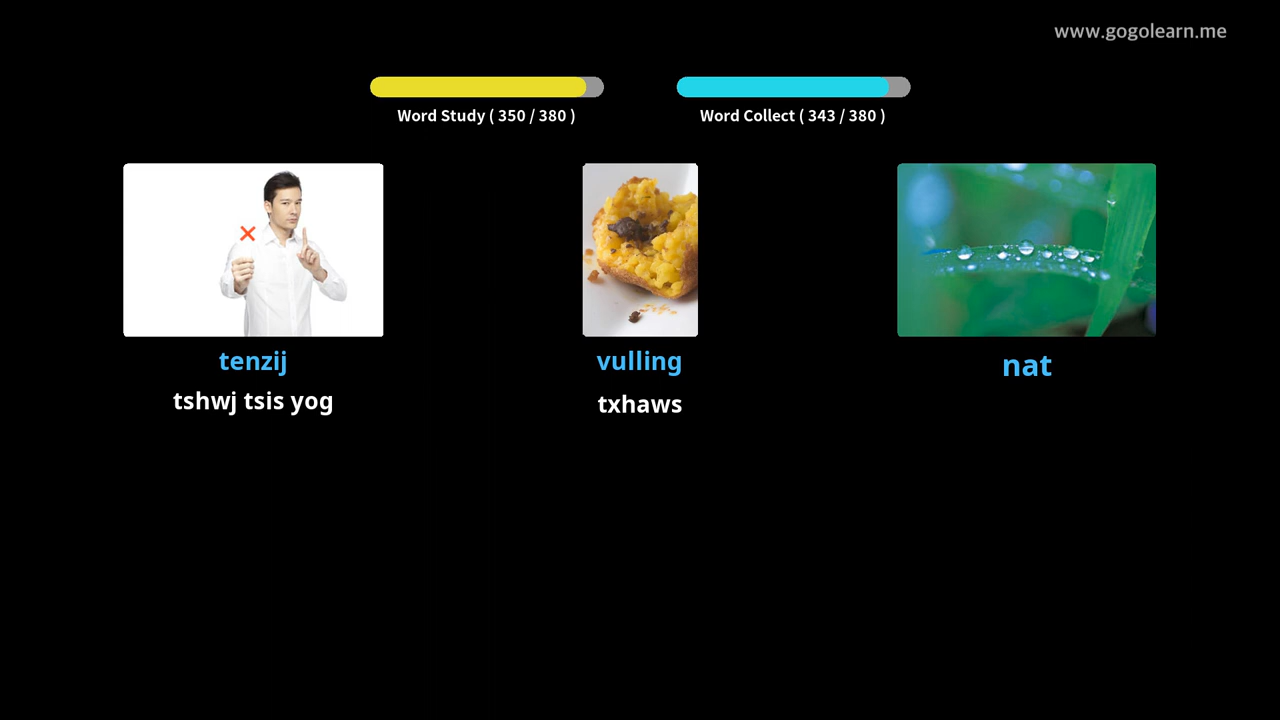 www.gogolearn.me
Word Study ( 350 / 380 )
Word Collect ( 343 / 380 )
tenzij
vulling
nat
tshwj tsis yog
txhaws